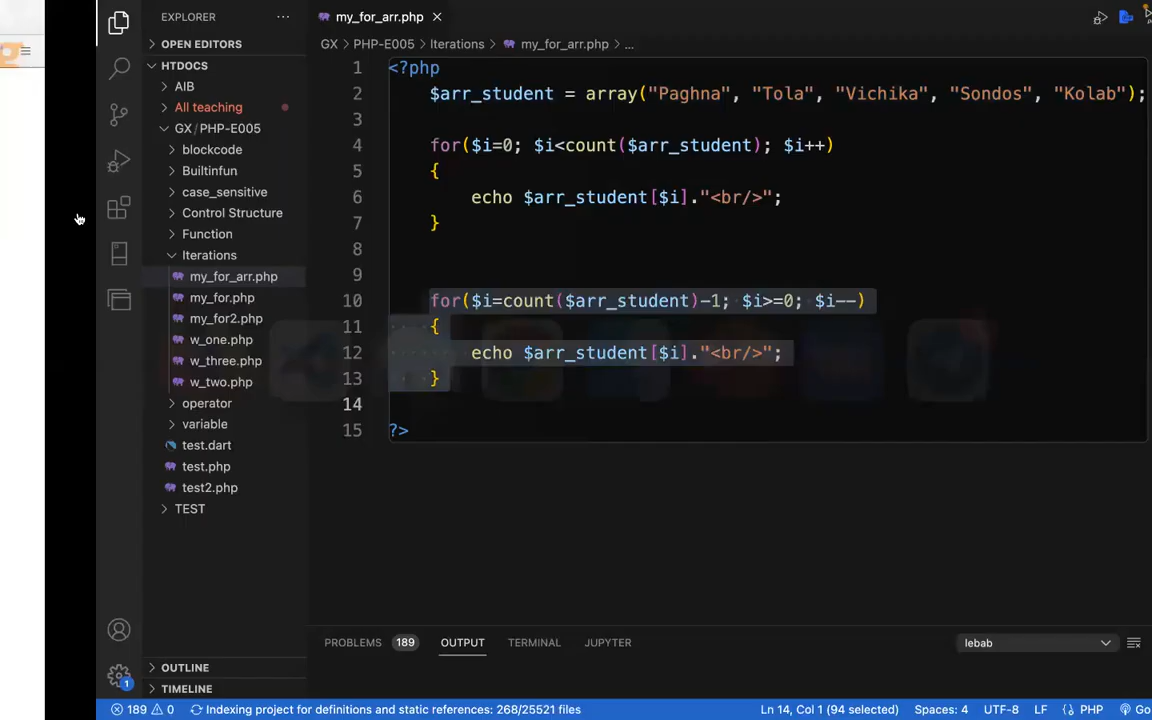 EXPLORER ...
my_for_arr.php
OPEN EDITORS
GX > PHP-E005 > Iterations > my_for_arr.php > ...
HTDOCS
AIB
All teaching
GX / PHP-E005
blockcode
Builtinfun
case_sensitive
Control Structure
Function
Iterations
my_for_arr.php
my_for.php
my_for2.php
w_one.php
w_three.php
w_two.php
operator
variable
test.dart
test.php
test2.php
TEST
OUTLINE
TIMELINE
1 <?php
2 $arr_student = array("Paghna", "Tola", "Vichika", "Sondos", "Kolab");
3
4 for($i=0; $i<count($arr_student); $i++)
5 {
6 echo $arr_student[$i]."<br/>";
7 }
8
9
10 for($i=count($arr_student)-1; $i>=0; $i--)
11 {
12 echo $arr_student[$i]."<br/>";
13 }
14
15 ?>
PROBLEMS 189 OUTPUT TERMINAL JUPYTER
lebab
1
189 0 Indexing project for definitions and static references: 268/25521 files Ln 14, Col 1 (94 selected) Spaces: 4 UTF-8 LF {} PHP Go